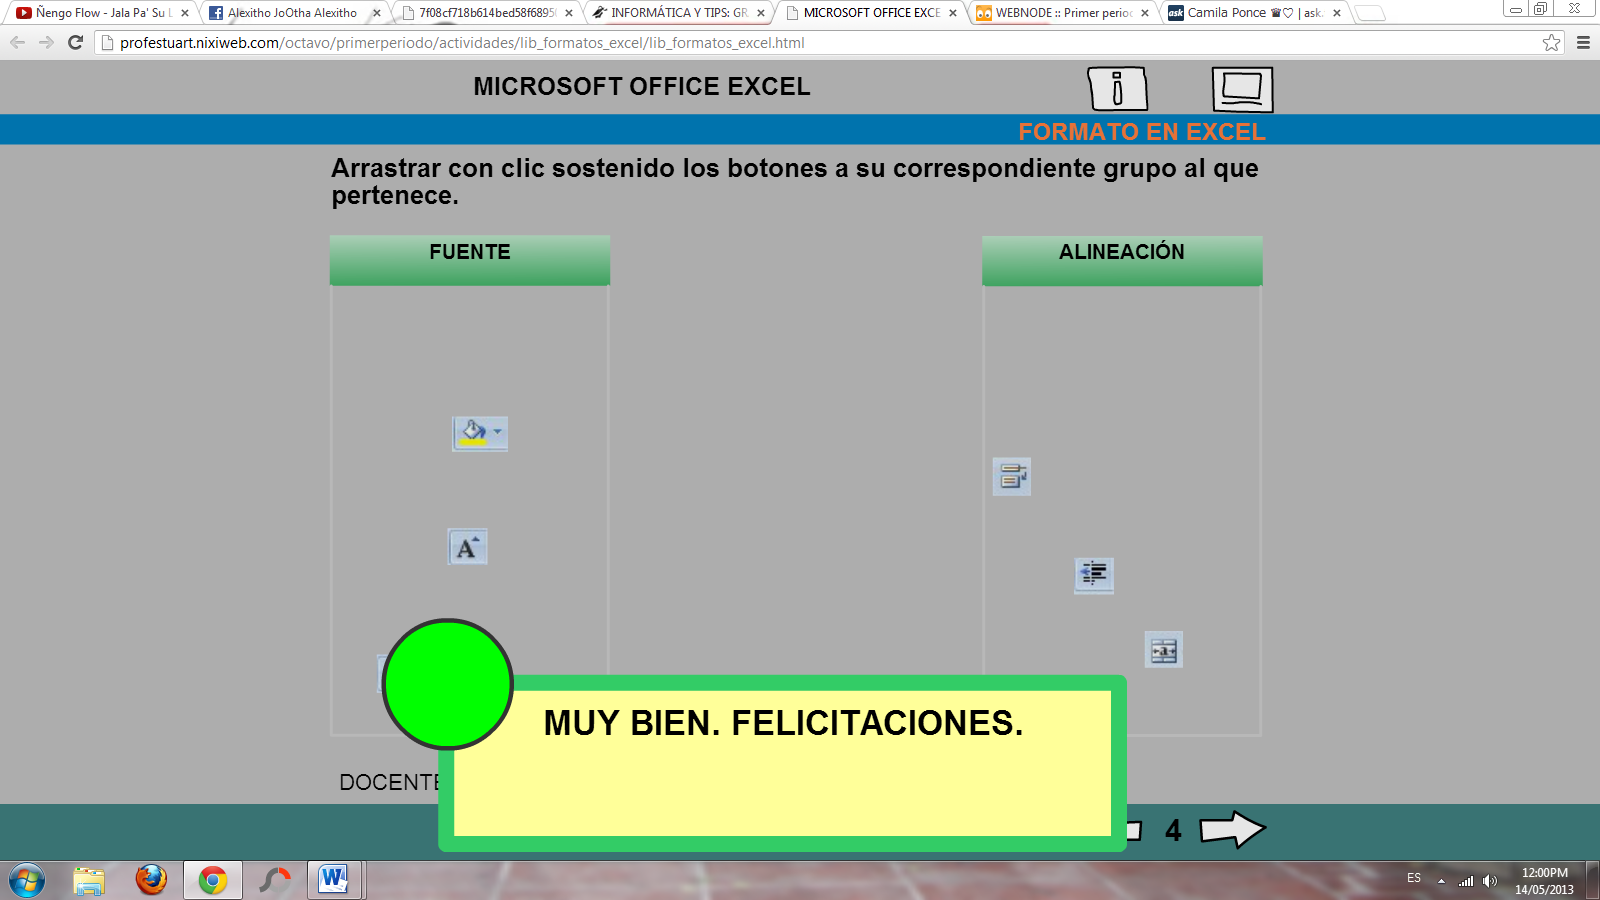 Ñengo Flow - Jala Pa' Su L
Alexitho JoOtha Alexitho
7f08cf718b614bed58f6895
INFORMÁTICA Y TIPS: GR
MICROSOFT OFFICE EXCE
WEBNODE :: Primer period
ask Camila Ponce ♛♡ | ask.
profestuart.nixiweb.com/octavo/primerperiodo/actividades/lib_formatos_excel/lib_formatos_excel.html
MICROSOFT OFFICE EXCEL
i
FORMATO EN EXCEL
Arrastrar con clic sostenido los botones a su correspondiente grupo al que
pertenece.
FUENTE
ALINEACIÓN
A
a
MUY BIEN. FELICITACIONES.
DOCENTE
4
W
ES
12:00PM
14/05/2013